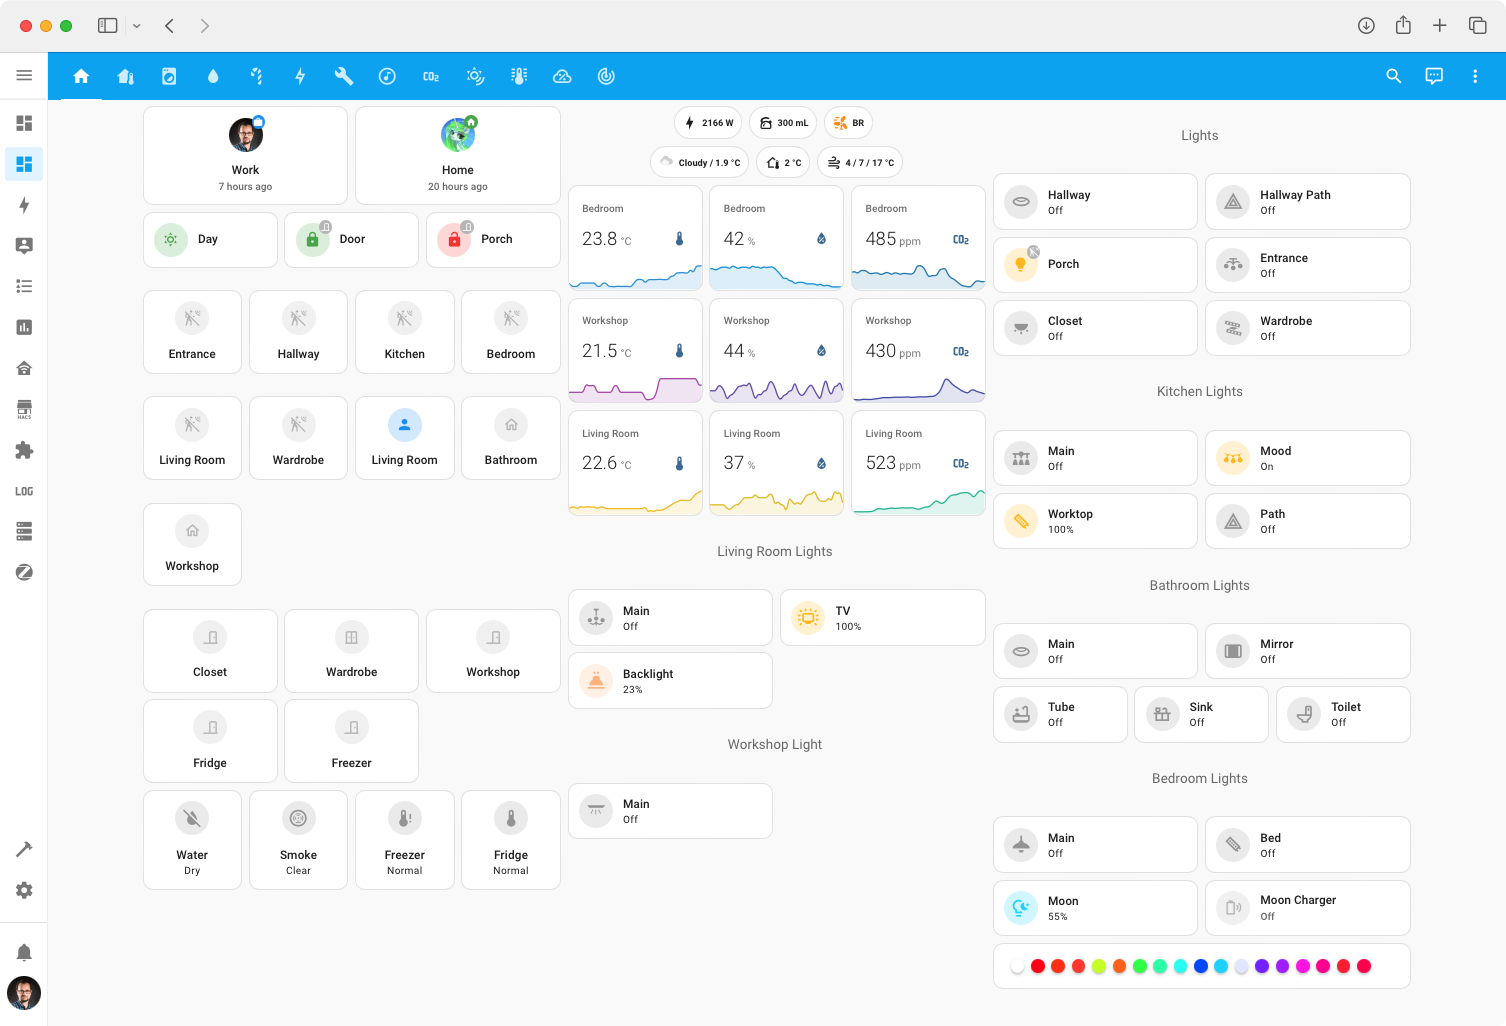 CO2
HACS
LOG
Work
7 hours ago
Home
20 hours ago
Day
Door
Porch
Entrance
Hallway
Kitchen
Bedroom
Living Room
Wardrobe
Living Room
Bathroom
Workshop
Closet
Wardrobe
Workshop
Fridge
Freezer
Water
Dry
Smoke
Clear
Freezer
Normal
Fridge
Normal
2166 W
300 mL
BR
Cloudy / 1.9 °C
2 °C
4 / 7 / 17 °C
Bedroom
23.8 °C
Bedroom
42 %
Bedroom
485 ppm
CO2
Workshop
21.5 °C
Workshop
44 %
Workshop
430 ppm
CO2
Living Room
22.6 °C
Living Room
37 %
Living Room
523 ppm
CO2
Living Room Lights
Main
Off
TV
100%
Backlight
23%
Workshop Light
Main
Off
Lights
Hallway
Off
Hallway Path
Off
Porch
Entrance
Off
Closet
Off
Wardrobe
Off
Kitchen Lights
Main
Off
Mood
On
Worktop
100%
Path
Off
Bathroom Lights
Main
Off
Mirror
Off
Tube
Off
Sink
Off
Toilet
Off
Bedroom Lights
Main
Off
Bed
Off
Moon
55%
Moon Charger
Off